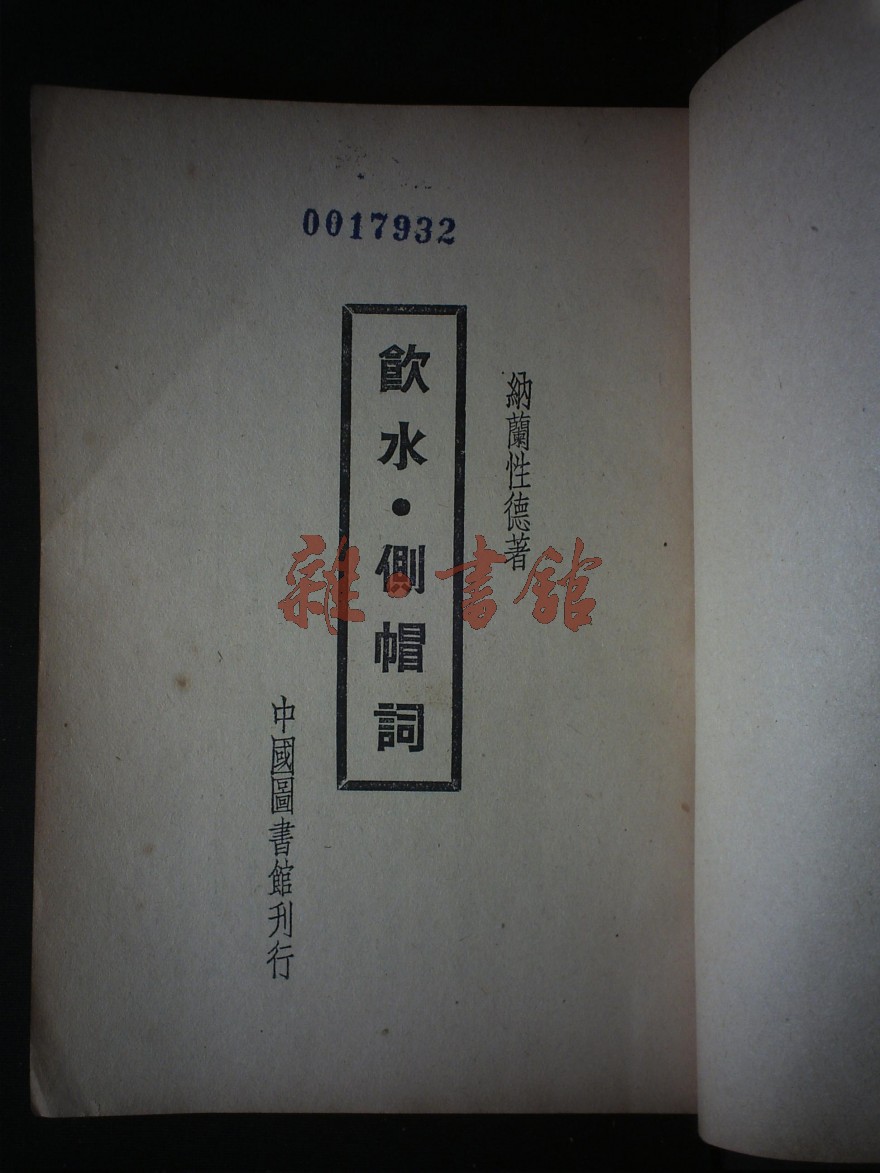 0017932
納蘭性德著
飲水·側帽詞
中國圖書館刊行
雜·書館